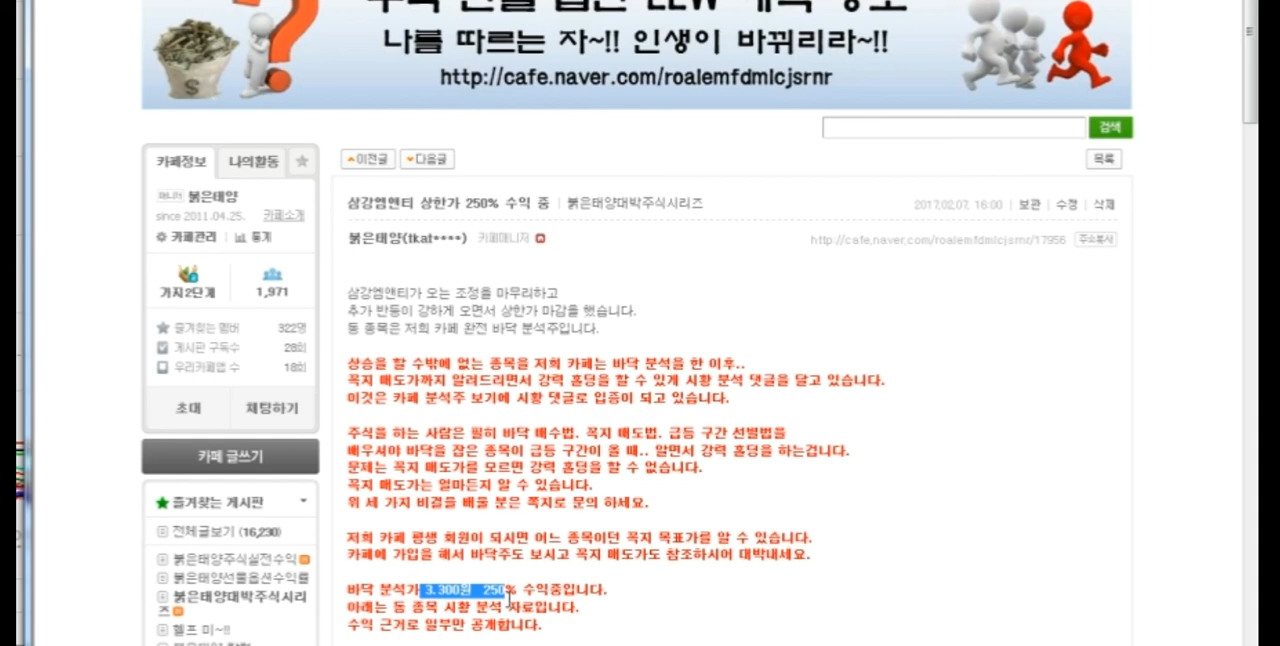 나를 따르는 자~!! 인생이 바뀌리라~!!
http://cafe.naver.com/roalemfdmlcjsrnr
검색
카페정보 나의활동
이전글 다음글
목록
매니저 붉은태양
since 2011.04.25. 카페소개
카페관리 통계
가지2단계 1,971
즐겨찾는 멤버 322명
게시판 구독수 28회
우리카페앱 수 18회
초대 채팅하기
카페 글쓰기
즐겨찾는 게시판
전체글보기 (16,230)
붉은태양주식실전수익
붉은태양선물옵션수익률
붉은태양대박주식시리
즈
헬프 미~!!
삼강엠앤티 상한가 250% 수익 중 | 붉은태양대박주식시리즈
2017.02.07. 16:00 | 보관 | 수정 | 삭제
붉은태양(tkat****) 카페매니저
http://cafe.naver.com/roalemfdmlcjsrnr/17956 주소복사
삼강엠앤티가 오는 조정을 마무리하고
추가 반등이 강하게 오면서 상한가 마감을 했습니다.
동 종목은 저희 카페 완전 바닥 분석주입니다.
상승을 할 수밖에 없는 종목을 저희 카페는 바닥 분석을 한 이후..
꼭지 매도가까지 알려드리면서 강력 홀딩을 할 수 있게 시황 분석 댓글을 달고 있습니다.
이것은 카페 분석주 보기에 시황 댓글로 입증이 되고 있습니다.
주식을 하는 사람은 필히 바닥 매수법. 꼭지 매도법. 급등 구간 선별법을
배우셔야 바닥을 잡은 종목이 급등 구간이 올 때.. 알면서 강력 홀딩을 하는겁니다.
문제는 꼭지 매도가를 모르면 강력 홀딩을 할 수 없습니다.
꼭지 매도가는 얼마든지 알 수 있습니다.
위 세 가지 비결을 배울 분은 쪽지로 문의 하세요.
저희 카페 평생 회원이 되시면 어느 종목이던 꼭지 목표가를 알 수 있습니다.
카페에 가입을 해서 바닥주도 보시고 꼭지 매도가도 참조하시어 대박내세요.
바닥 분석가 3.300원 250% 수익중입니다.
아래는 동 종목 시황 분석 자료입니다.
수익 근거로 일부만 공개합니다.